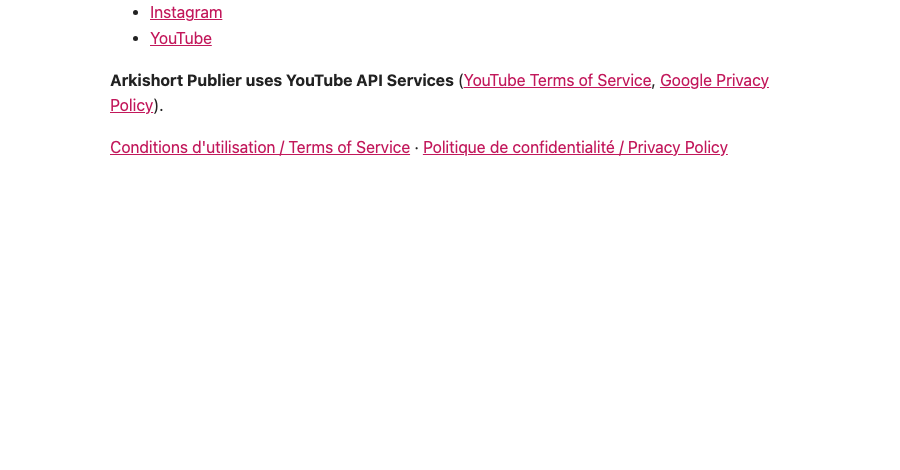 Instagram
YouTube
Arkishort Publier uses YouTube API Services (YouTube Terms of Service, Google Privacy
Policy).
Conditions d'utilisation / Terms of Service · Politique de confidentialité / Privacy Policy